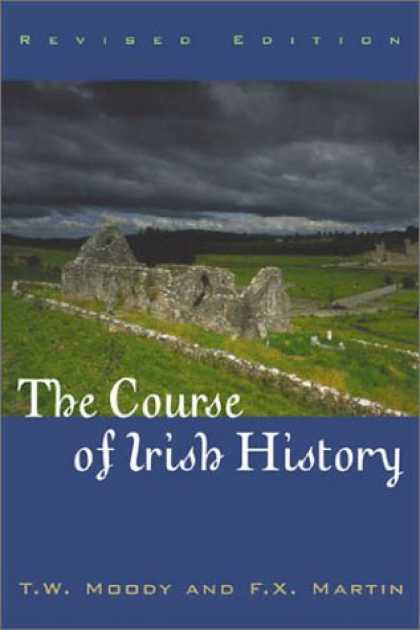 REVISED EDITION
The Course
of Irish History
T.W. MOODY AND F.X. MARTIN